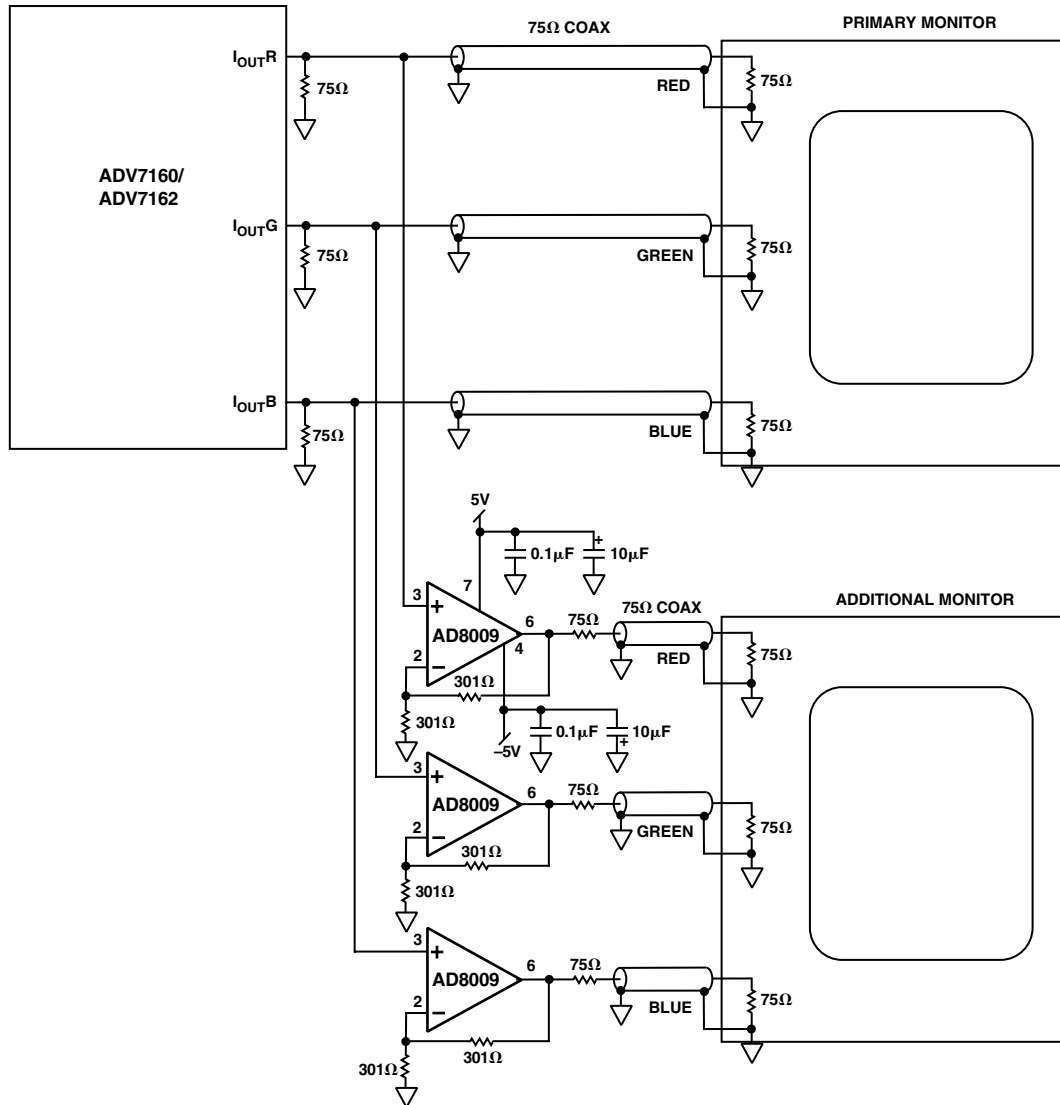 75Ω COAX
PRIMARY MONITOR
IOUTR
75Ω
RED
75Ω
ADV7160/
ADV7162
IOUTG
75Ω
GREEN
75Ω
IOUTB
75Ω
BLUE
75Ω
5V
0.1μF
+
10μF
7
3
+
AD8009
6
4
2
−
301Ω
301Ω
75Ω
75Ω COAX
RED
ADDITIONAL MONITOR
75Ω
−5V
0.1μF
10μF
+
3
+
AD8009
6
2
−
301Ω
301Ω
75Ω
GREEN
75Ω
3
+
AD8009
6
2
−
301Ω
301Ω
75Ω
BLUE
75Ω